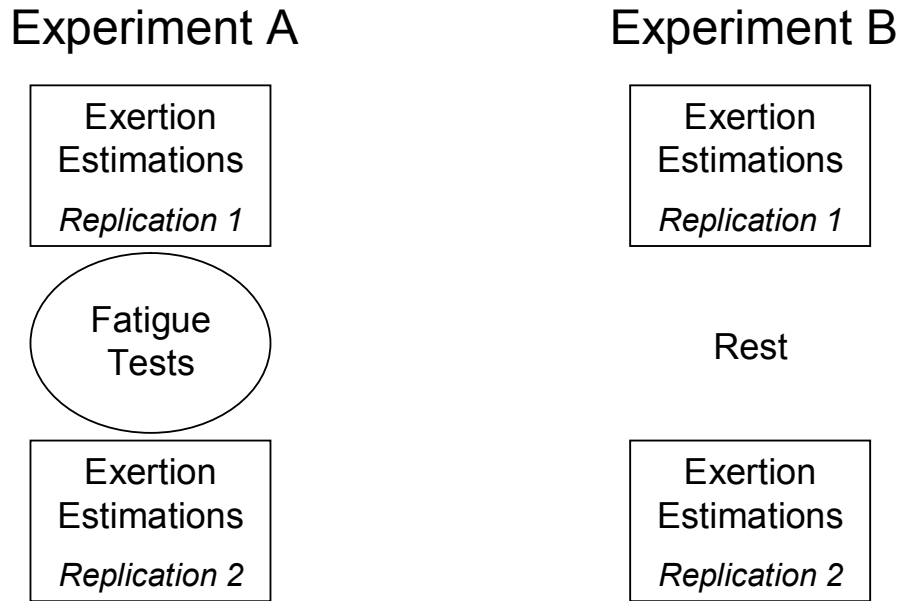 Experiment A
Exertion
Estimations
Replication 1
Fatigue
Tests
Exertion
Estimations
Replication 2
Experiment B
Exertion
Estimations
Replication 1
Rest
Exertion
Estimations
Replication 2